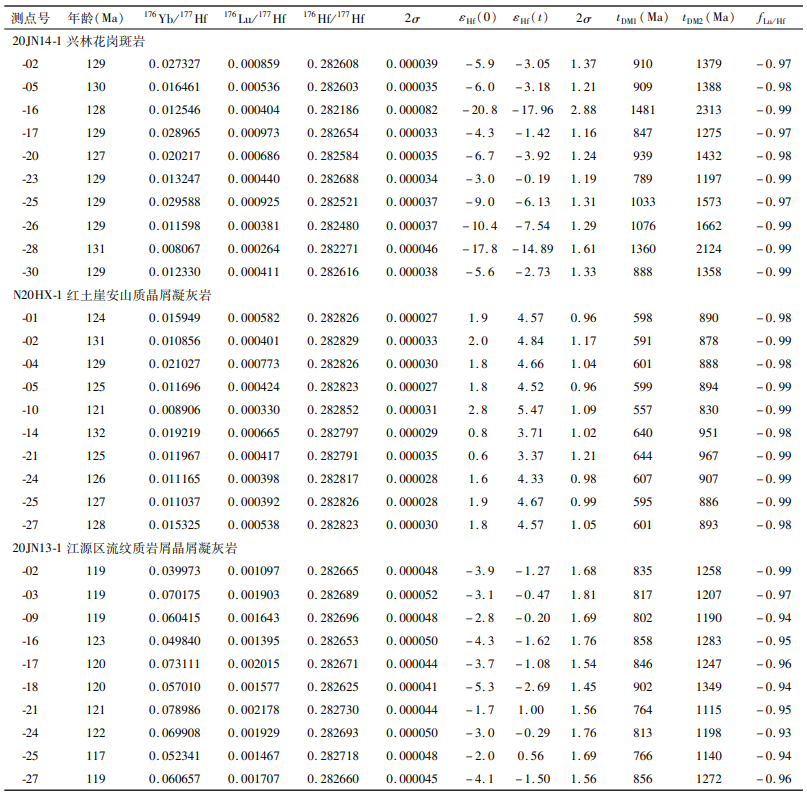 测点号 年龄(Ma) ¹⁷⁶Yb/¹⁷⁷Hf ¹⁷⁶Lu/¹⁷⁷Hf ¹⁷⁶Hf/¹⁷⁷Hf 2σ εHf(0) εHf(t) 2σ tDM1(Ma) tDM2(Ma) fLu/Hf
20JN14-1 兴林花岗斑岩
-02 129 0.027327 0.000859 0.282608 0.000039 -5.9 -3.05 1.37 910 1379 -0.97
-05 130 0.016461 0.000536 0.282603 0.000035 -6.0 -3.18 1.21 909 1388 -0.98
-16 128 0.012546 0.000404 0.282186 0.000082 -20.8 -17.96 2.88 1481 2313 -0.99
-17 129 0.028965 0.000973 0.282654 0.000033 -4.3 -1.42 1.16 847 1275 -0.97
-20 127 0.020217 0.000686 0.282584 0.000035 -6.7 -3.92 1.24 939 1432 -0.98
-23 129 0.013247 0.000440 0.282688 0.000034 -3.0 -0.19 1.19 789 1197 -0.99
-25 129 0.029588 0.000925 0.282521 0.000037 -9.0 -6.13 1.31 1033 1573 -0.97
-26 129 0.011598 0.000381 0.282480 0.000037 -10.4 -7.54 1.29 1076 1662 -0.99
-28 131 0.008067 0.000264 0.282271 0.000046 -17.8 -14.89 1.61 1360 2124 -0.99
-30 129 0.012330 0.000411 0.282616 0.000038 -5.6 -2.73 1.33 888 1358 -0.99
N20HX-1 红土崖安山质晶屑凝灰岩
-01 124 0.015949 0.000582 0.282826 0.000027 1.9 4.57 0.96 598 890 -0.98
-02 131 0.010856 0.000401 0.282829 0.000033 2.0 4.84 1.17 591 878 -0.99
-04 129 0.021027 0.000773 0.282826 0.000030 1.8 4.66 1.04 601 888 -0.98
-05 125 0.011696 0.000424 0.282823 0.000027 1.8 4.52 0.96 599 894 -0.99
-10 121 0.008906 0.000330 0.282852 0.000031 2.8 5.47 1.09 557 830 -0.99
-14 132 0.019219 0.000665 0.282797 0.000029 0.8 3.71 1.02 640 951 -0.98
-21 125 0.011967 0.000417 0.282791 0.000035 0.6 3.37 1.21 644 967 -0.99
-24 126 0.011165 0.000398 0.282817 0.000028 1.6 4.33 0.98 607 907 -0.99
-25 127 0.011037 0.000392 0.282826 0.000028 1.9 4.67 0.99 595 886 -0.99
-27 128 0.015325 0.000538 0.282823 0.000030 1.8 4.57 1.05 601 893 -0.98
20JN13-1 江源区流纹质岩屑晶屑凝灰岩
-02 119 0.039973 0.001097 0.282665 0.000048 -3.9 -1.27 1.68 835 1258 -0.99
-03 119 0.070175 0.001903 0.282689 0.000052 -3.1 -0.47 1.81 817 1207 -0.97
-09 119 0.060415 0.001643 0.282696 0.000048 -2.8 -0.20 1.69 802 1190 -0.94
-16 123 0.049840 0.001395 0.282653 0.000050 -4.3 -1.62 1.76 858 1283 -0.95
-17 120 0.073111 0.002015 0.282671 0.000044 -3.7 -1.08 1.54 846 1247 -0.96
-18 120 0.057010 0.001577 0.282625 0.000041 -5.3 -2.69 1.45 902 1349 -0.94
-21 121 0.078986 0.002178 0.282730 0.000044 -1.7 1.00 1.56 764 1115 -0.95
-24 122 0.069908 0.001929 0.282693 0.000050 -3.0 -0.29 1.76 813 1198 -0.93
-25 117 0.052341 0.001467 0.282718 0.000048 -2.0 0.56 1.69 766 1140 -0.94
-27 119 0.060657 0.001707 0.282660 0.000045 -4.1 -1.50 1.56 856 1272 -0.96